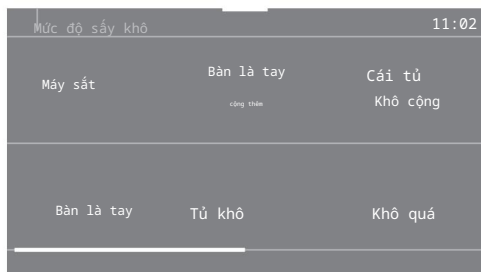 Mức độ sấy khô
11:02
Máy sắt
Bàn là tay
cộng thêm
Cái tủ
Khô cộng
Bàn là tay
Tủ khô
Khô quá